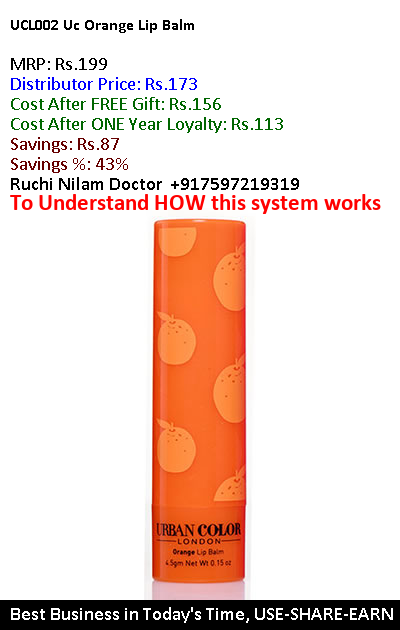 UCL002 Uc Orange Lip Balm
MRP: Rs.199
Distributor Price: Rs.173
Cost After FREE Gift: Rs.156
Cost After ONE Year Loyalty: Rs.113
Savings: Rs.87
Savings %: 43%
Ruchi Nilam Doctor +917597219319
To Understand HOW this system works
URBAN COLOR
LONDON
Orange Lip Balm
4.5gm Net Wt 0.15 oz
Best Business in Today's Time, USE-SHARE-EARN